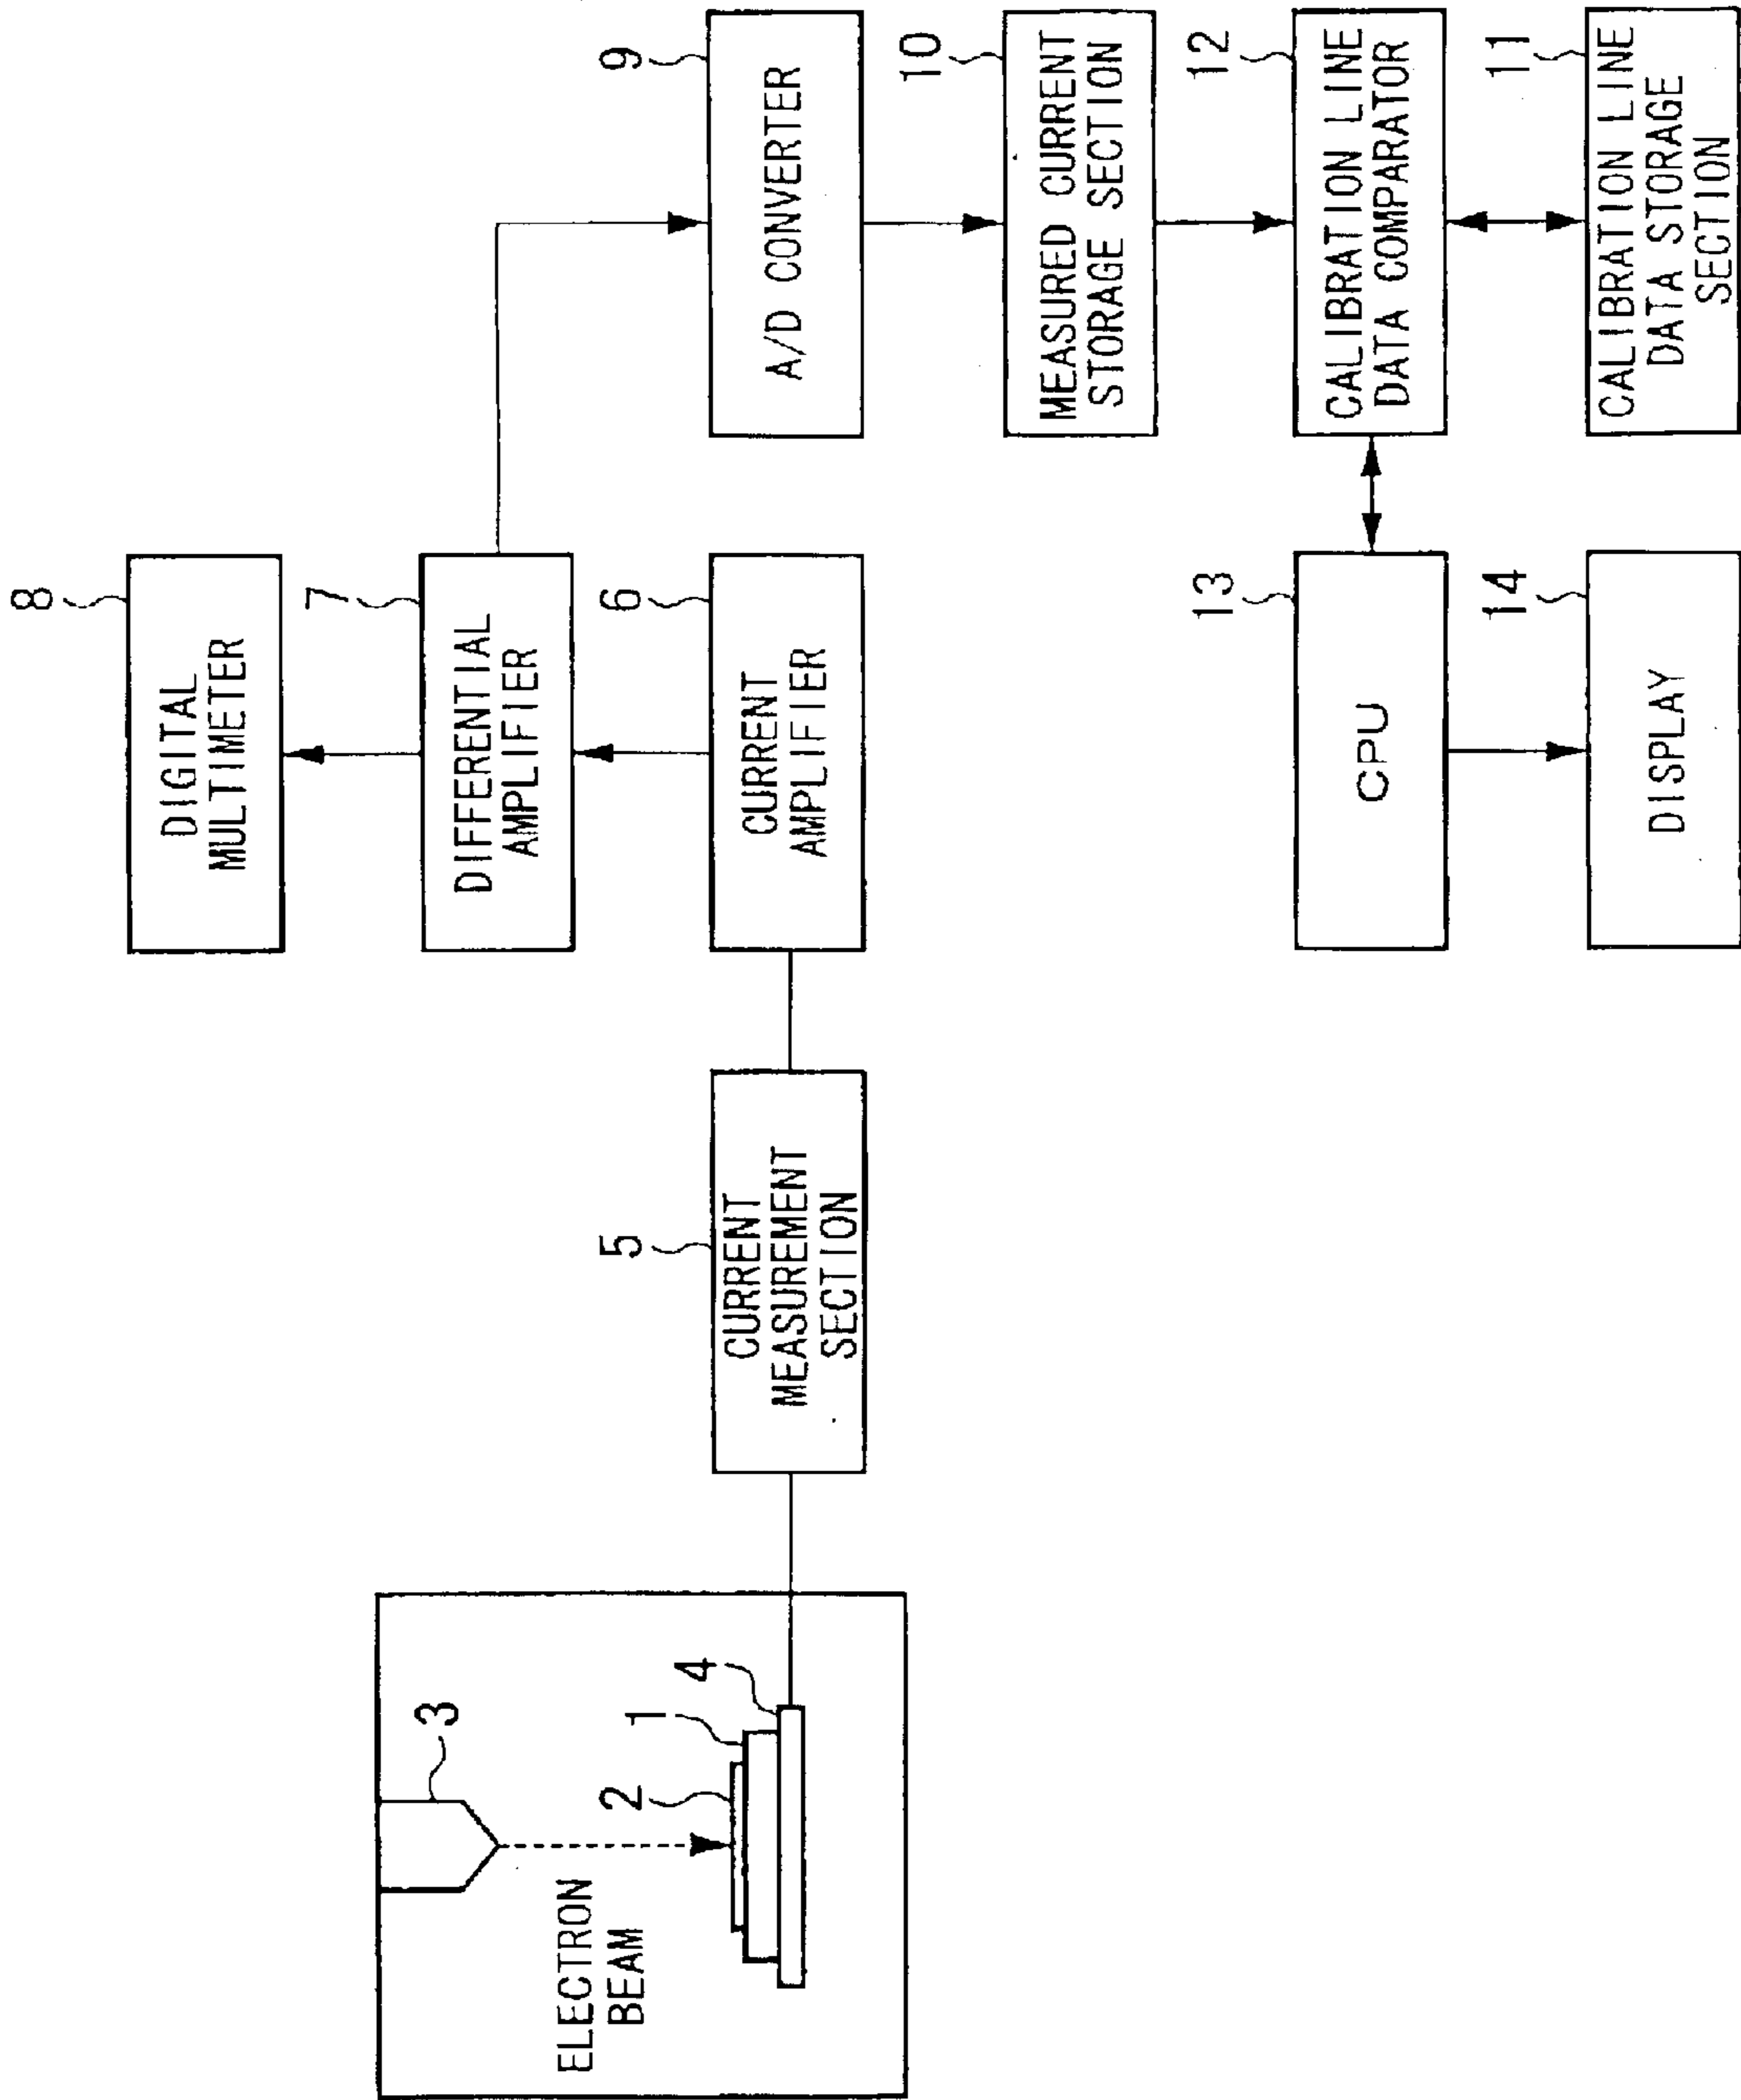 3
ELECTRON
BEAM
2
1
4
5
CURRENT
MEASUREMENT
SECTION
8
DIGITAL
MULTIMETER
7
DIFFERENTIAL
AMPLIFIER
6
CURRENT
AMPLIFIER
9
A/D CONVERTER
10
MEASURED CURRENT
STORAGE SECTION
12
CALIBRATION LINE
DATA COMPARATOR
11
CALIBRATION LINE
DATA STORAGE
SECTION
13
CPU
14
DISPLAY